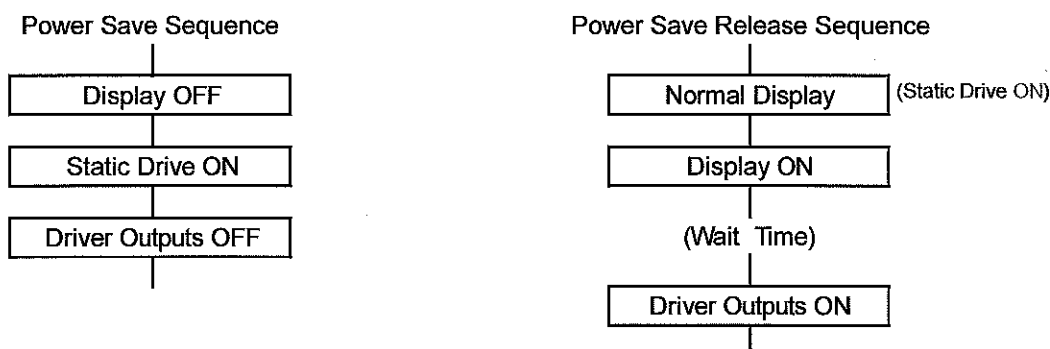 Power Save Sequence
Display OFF
Static Drive ON
Driver Outputs OFF
Power Save Release Sequence
Normal Display (Static Drive ON)
Display ON
(Wait Time)
Driver Outputs ON